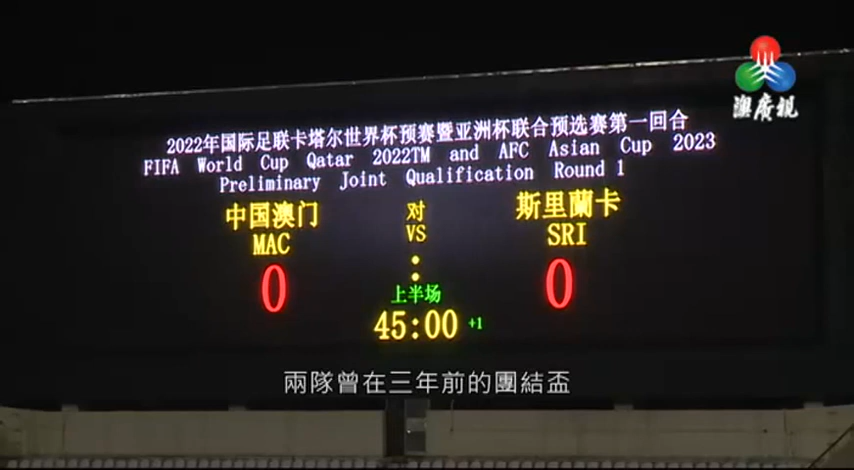 澳廣視
2022年国际足联卡塔尔世界杯预赛暨亚洲杯联合预选赛第一回合
FIFA World Cup Qatar 2022TM and AFC Asian Cup 2023
Preliminary Joint Qualification Round 1
中国澳门 对 斯里蘭卡
MAC VS SRI
0 : 0
上半场
45:00 +1
兩隊曾在三年前的團結盃